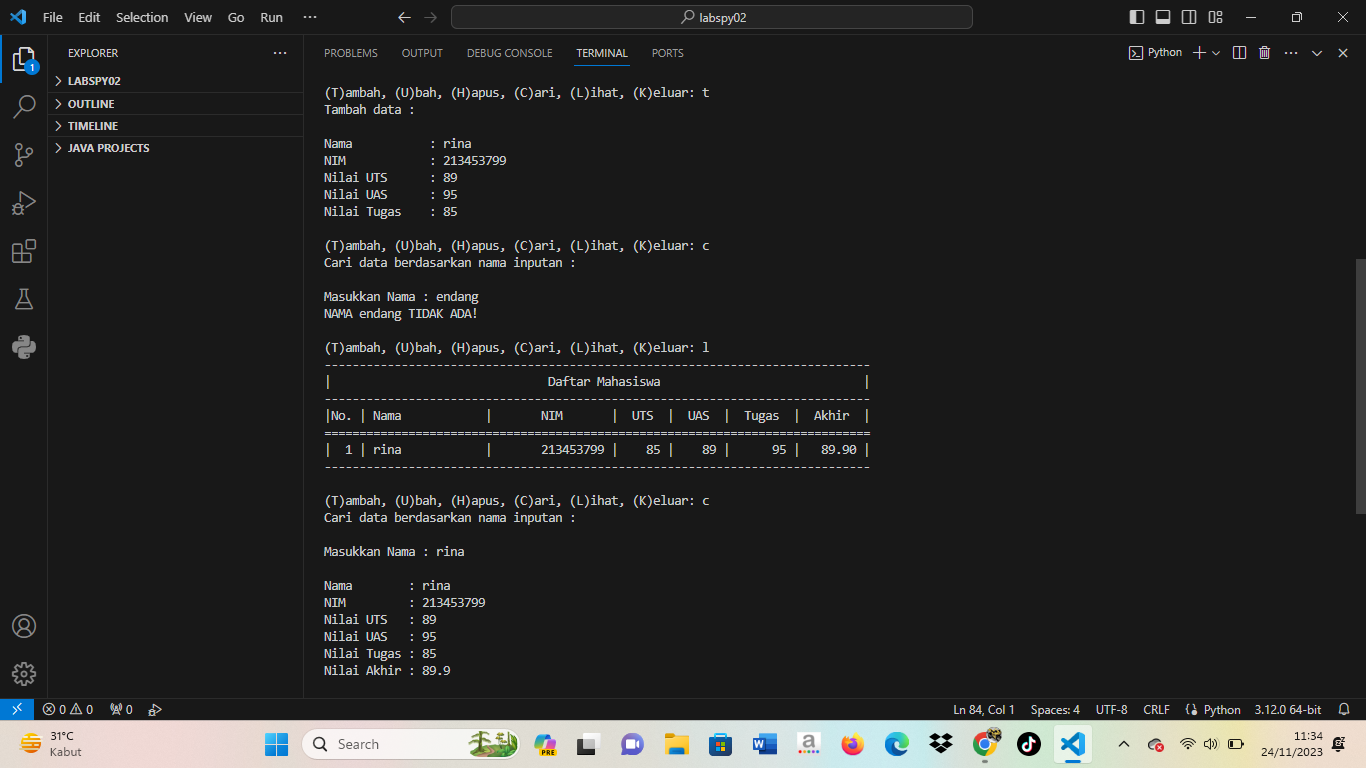 File Edit Selection View Go Run ··· labspy02
EXPLORER ···
LABSPY02
OUTLINE
TIMELINE
JAVA PROJECTS
1
PROBLEMS OUTPUT DEBUG CONSOLE TERMINAL PORTS Python
(T)ambah, (U)bah, (H)apus, (C)ari, (L)ihat, (K)eluar: t
Tambah data :
Nama : rina
NIM : 213453799
Nilai UTS : 89
Nilai UAS : 95
Nilai Tugas : 85
(T)ambah, (U)bah, (H)apus, (C)ari, (L)ihat, (K)eluar: c
Cari data berdasarkan nama inputan :
Masukkan Nama : endang
NAMA endang TIDAK ADA!
(T)ambah, (U)bah, (H)apus, (C)ari, (L)ihat, (K)eluar: l
------------------------------------------------------------------------------
| Daftar Mahasiswa |
------------------------------------------------------------------------------
|No. | Nama | NIM | UTS | UAS | Tugas | Akhir |
==============================================================================
| 1 | rina | 213453799 | 85 | 89 | 95 | 89.90 |
------------------------------------------------------------------------------
(T)ambah, (U)bah, (H)apus, (C)ari, (L)ihat, (K)eluar: c
Cari data berdasarkan nama inputan :
Masukkan Nama : rina
Nama : rina
NIM : 213453799
Nilai UTS : 89
Nilai UAS : 95
Nilai Tugas : 85
Nilai Akhir : 89.9
0 0 0 Ln 84, Col 1 Spaces: 4 UTF-8 CRLF Python 3.12.0 64-bit
31°C
Kabut
Search
PRE
a
11:34
24/11/2023